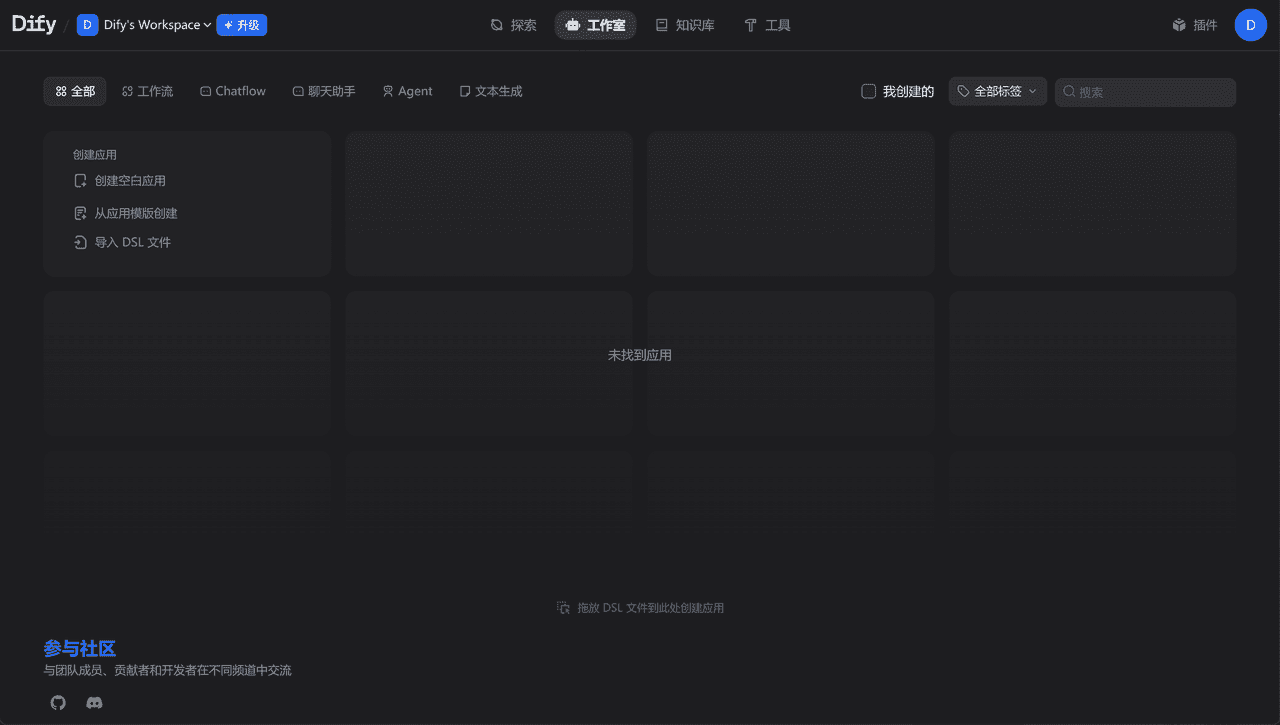 Dify / D Dify's Workspace 升级 探索 工作室 知识库 工具 插件 D
全部 工作流 Chatflow 聊天助手 Agent 文本生成 我创建的 全部标签 搜索
创建应用
创建空白应用
从应用模版创建
导入 DSL 文件
未找到应用
拖放 DSL 文件到此处创建应用
参与社区
与团队成员、贡献者和开发者在不同频道中交流